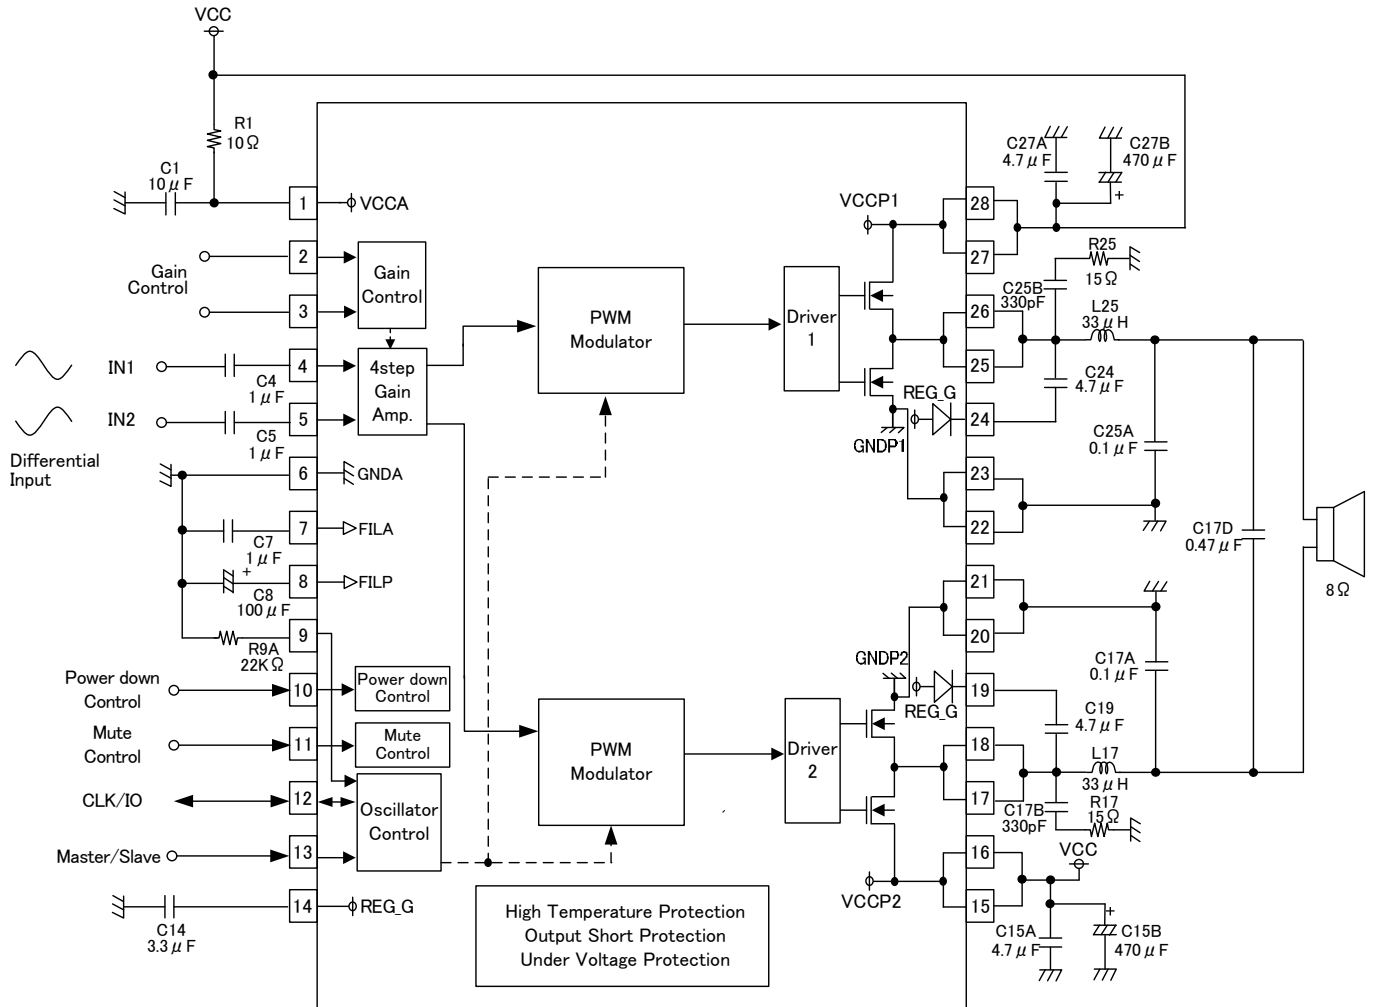 VCC
R1
10Ω
C1
10μF
1
VCCA
2
Gain
Control
3
Gain
Control
IN1
C4
1μF
4
4step
Gain
Amp.
IN2
C5
1μF
5
Differential
Input
6
GNDA
C7
1μF
7
FILA
+
C8
100μF
8
FILP
R9A
22KΩ
9
Power down
Control
10
Power down
Control
Mute
Control
11
Mute
Control
CLK/IO
12
Oscillator
Control
Master/Slave
13
C14
3.3μF
14
REG_G
PWM
Modulator
PWM
Modulator
High Temperature Protection
Output Short Protection
Under Voltage Protection
Driver
1
Driver
2
VCCP1
REG_G
GNDP1
GNDP2
REG_G
VCCP2
28
27
26
25
24
23
22
21
20
19
18
17
16
15
C27A
4.7μF
C27B
470μF
+
R25
15Ω
C25B
330pF
L25
33μH
C24
4.7μF
C25A
0.1μF
C17D
0.47μF
8Ω
C17A
0.1μF
C19
4.7μF
L17
33μH
C17B
330pF
R17
15Ω
VCC
C15A
4.7μF
+
C15B
470μF